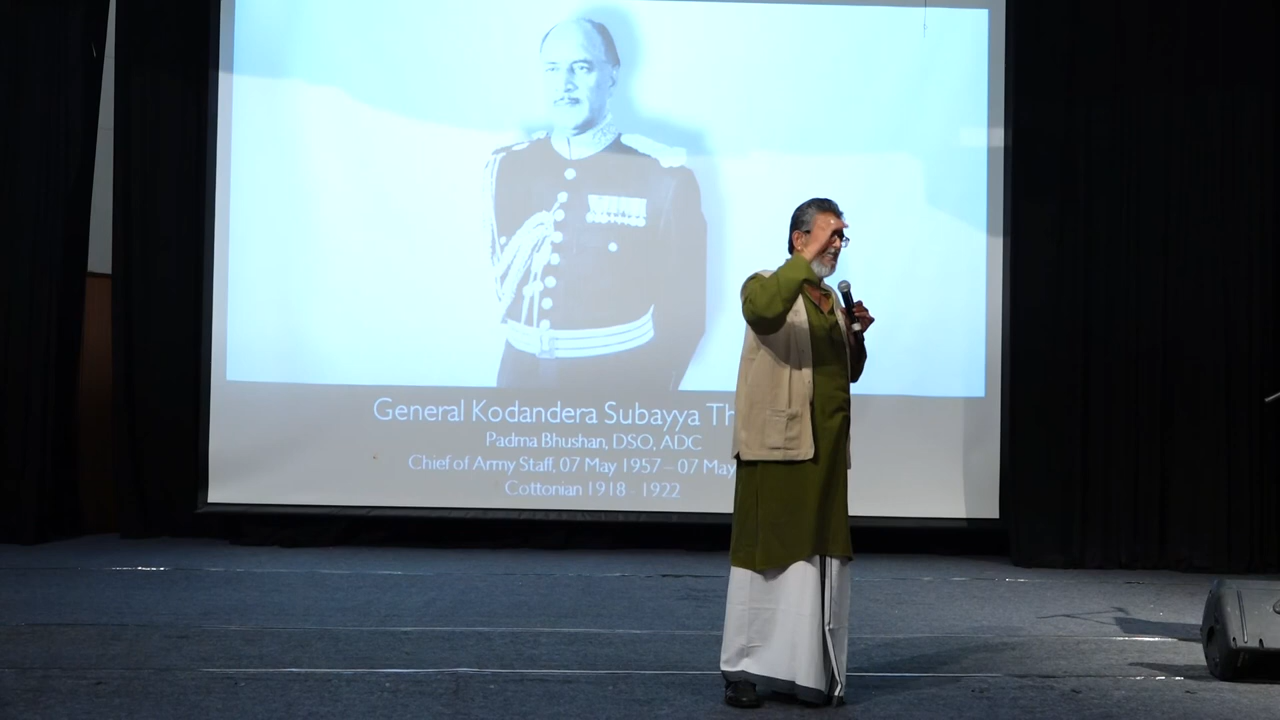 General Kodandera Subayya Th
Padma Bhushan, DSO, ADC
Chief of Army Staff, 07 May 1957 – 07 May
Cottonian 1918 - 1922